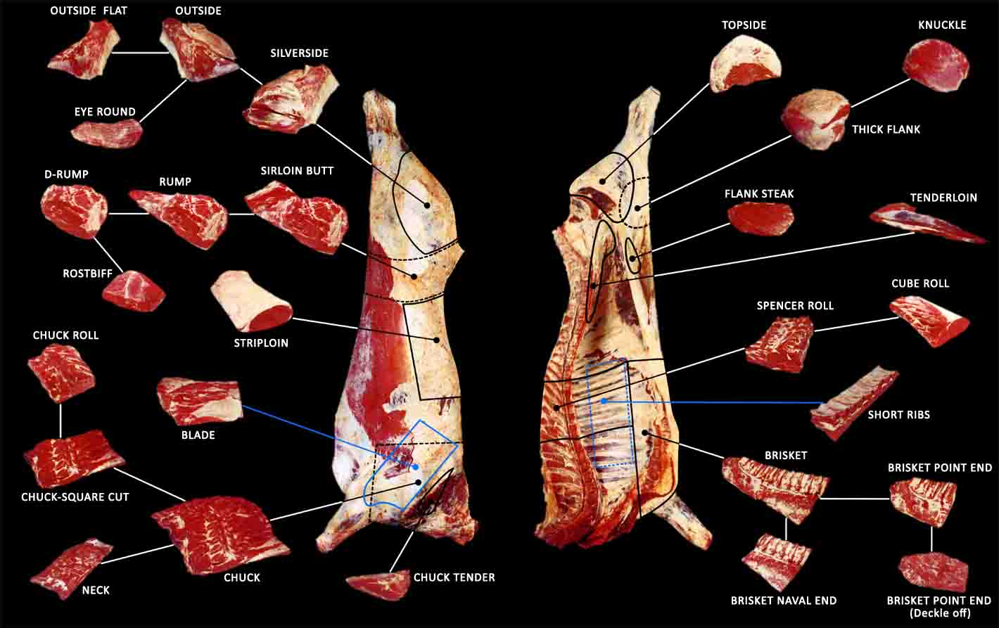 OUTSIDE FLAT
OUTSIDE
SILVERSIDE
EYE ROUND
D-RUMP
RUMP
SIRLOIN BUTT
ROSTBIFF
STRIPLOIN
CHUCK ROLL
BLADE
CHUCK-SQUARE CUT
NECK
CHUCK
CHUCK TENDER
TOPSIDE
KNUCKLE
THICK FLANK
FLANK STEAK
TENDERLOIN
CUBE ROLL
SPENCER ROLL
SHORT RIBS
BRISKET
BRISKET POINT END
BRISKET NAVAL END
BRISKET POINT END
(Deckle off)